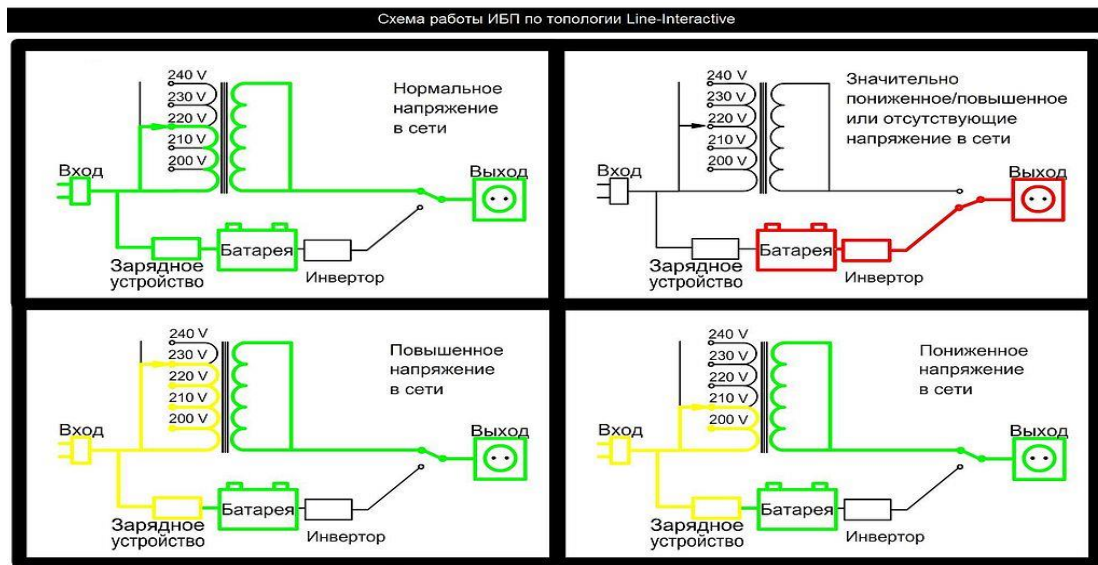 Схема работы ИБП по топологии Line-Interactive
240 V
230 V
220 V
210 V
200 V
Нормальное
напряжение
в сети
Вход
Выход
Батарея
Зарядное
устройство
Инвертор
240 V
230 V
220 V
210 V
200 V
Значительно
пониженное/повышенное
или отсутствующие
напряжение в сети
Вход
Выход
Батарея
Зарядное
устройство
Инвертор
240 V
230 V
220 V
210 V
200 V
Повышенное
напряжение
в сети
Вход
Выход
Батарея
Зарядное
устройство
Инвертор
240 V
230 V
220 V
210 V
200 V
Пониженное
напряжение
в сети
Вход
Выход
Батарея
Зарядное
устройство
Инвертор